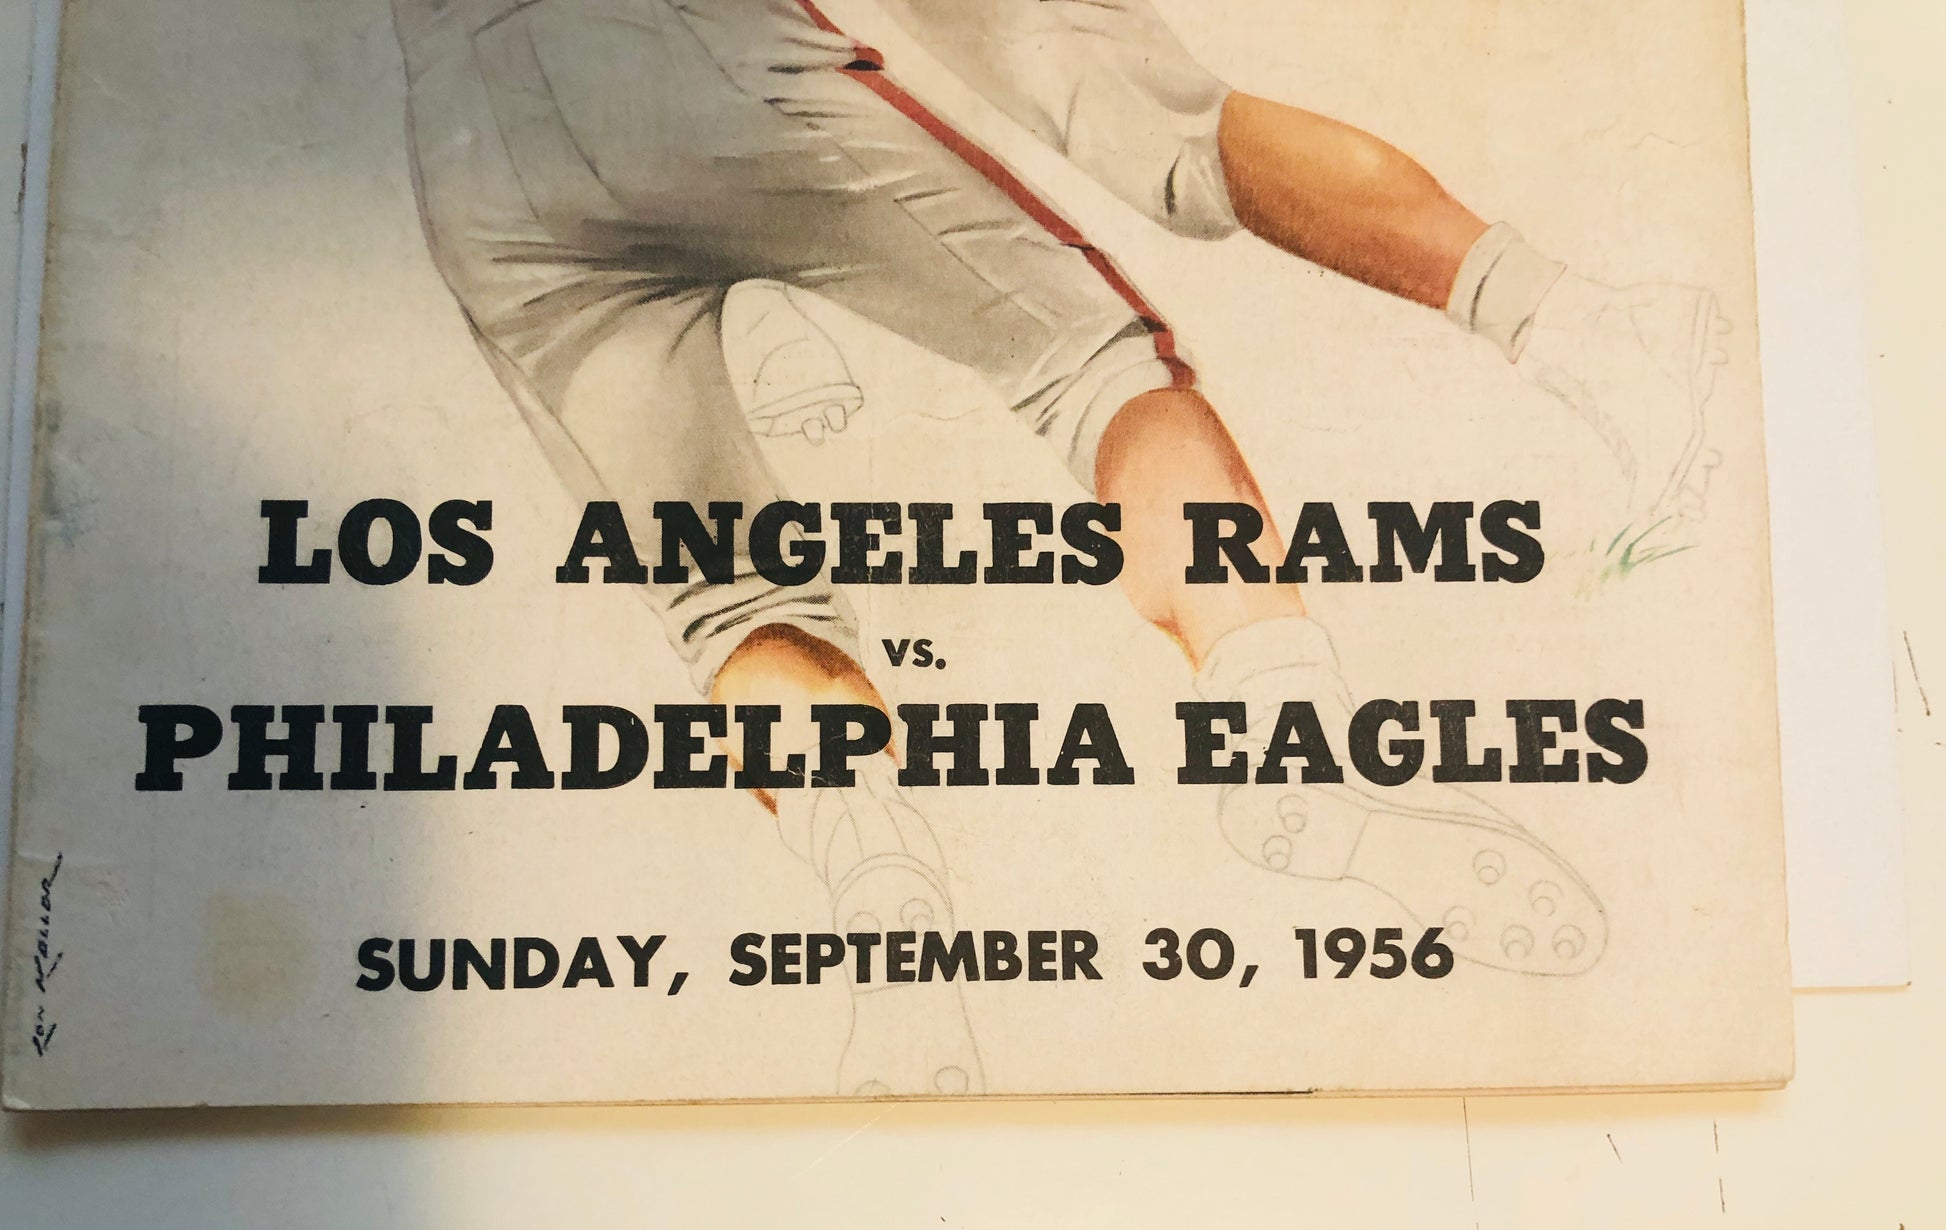 LOS ANGELES RAMS
vs.
PHILADELPHIA EAGLES
SUNDAY, SEPTEMBER 30, 1956